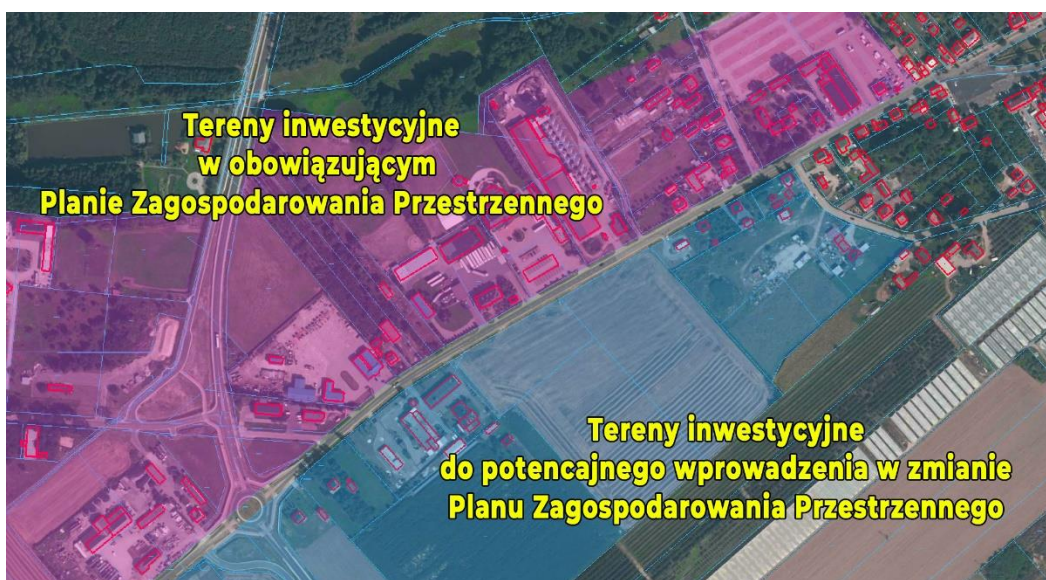 Tereny inwestycyjne
w obowiązującym
Planie Zagospodarowania Przestrzennego
Tereny inwestycyjne
do potencajnego wprowadzenia w zmianie
Planu Zagospodarowania Przestrzennego